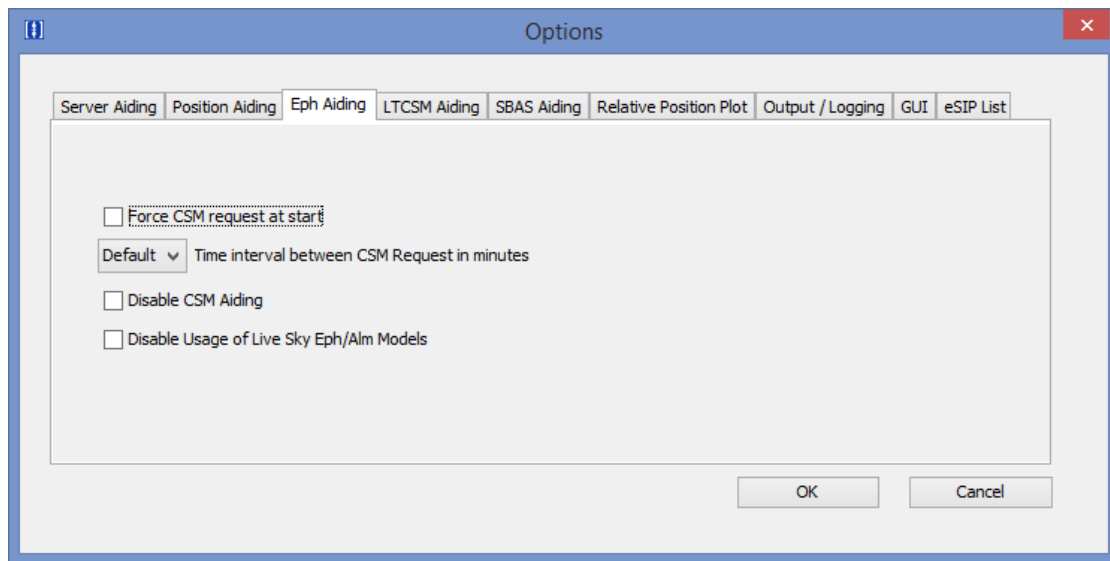 Options
Server Aiding Position Aiding Eph Aiding LTCSM Aiding SBAS Aiding Relative Position Plot Output / Logging GUI eSIP List
Force CSM request at start
Default Time interval between CSM Request in minutes
Disable CSM Aiding
Disable Usage of Live Sky Eph/Alm Models
OK Cancel